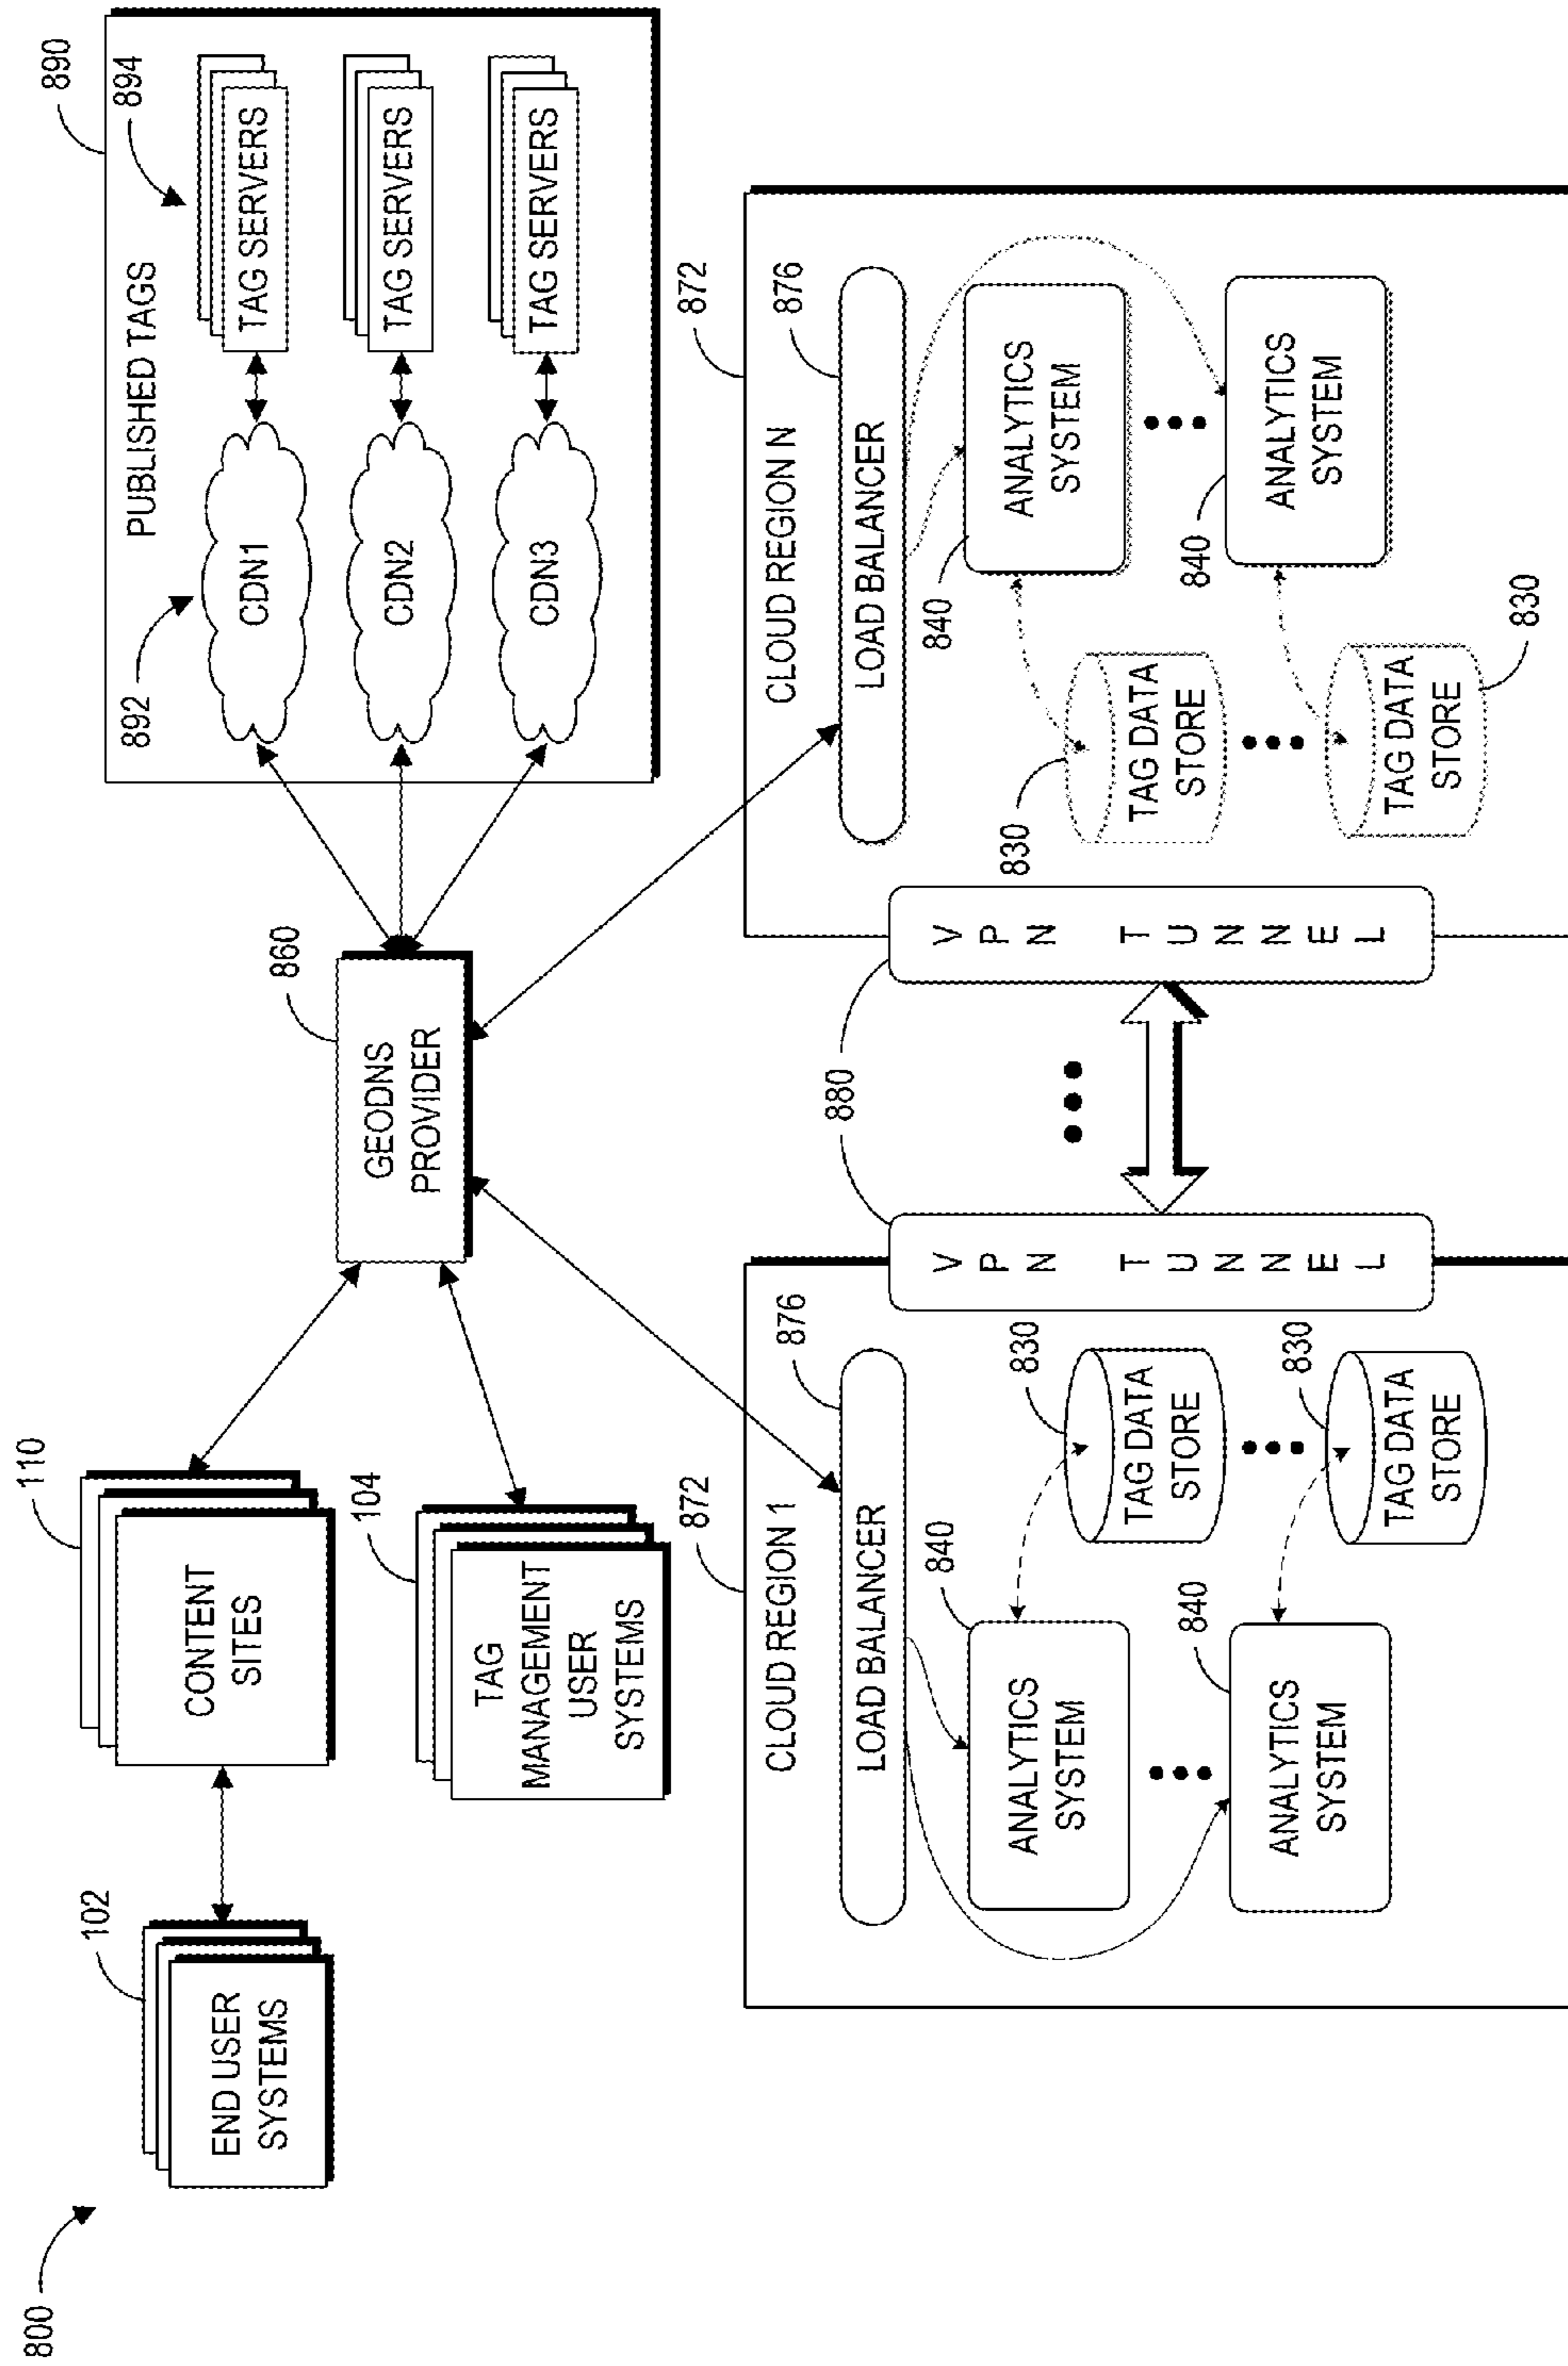 800
102
END USER
SYSTEMS
110
CONTENT
SITES
104
TAG
MANAGEMENT
USER
SYSTEMS
860
GEODNS
PROVIDER
890
PUBLISHED TAGS
892
894
CDN1
TAG SERVERS
CDN2
TAG SERVERS
CDN3
TAG SERVERS
872
CLOUD REGION 1
876
LOAD BALANCER
840
ANALYTICS
SYSTEM
830
TAG DATA
STORE
840
ANALYTICS
SYSTEM
830
TAG DATA
STORE
VPN TUNNEL
880
VPN TUNNEL
872
CLOUD REGION N
876
LOAD BALANCER
830
TAG DATA
STORE
840
ANALYTICS
SYSTEM
830
TAG DATA
STORE
840
ANALYTICS
SYSTEM